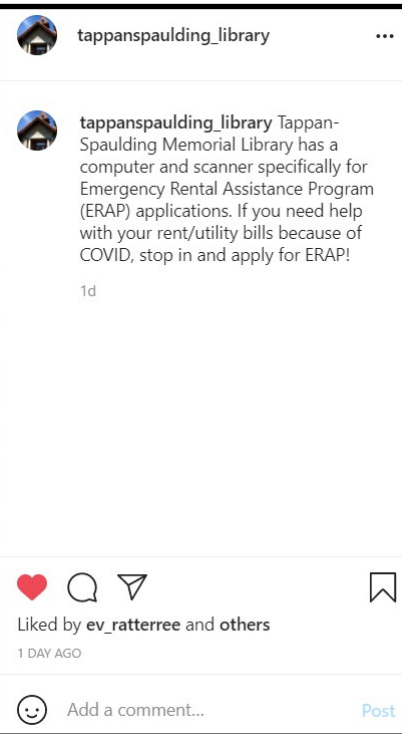 tappanspaulding_library
tappanspaulding_library Tappan-
Spaulding Memorial Library has a
computer and scanner specifically for
Emergency Rental Assistance Program
(ERAP) applications. If you need help
with your rent/utility bills because of
COVID, stop in and apply for ERAP!
1d
Liked by ev_ratterree and others
1 DAY AGO
Add a comment...
Post